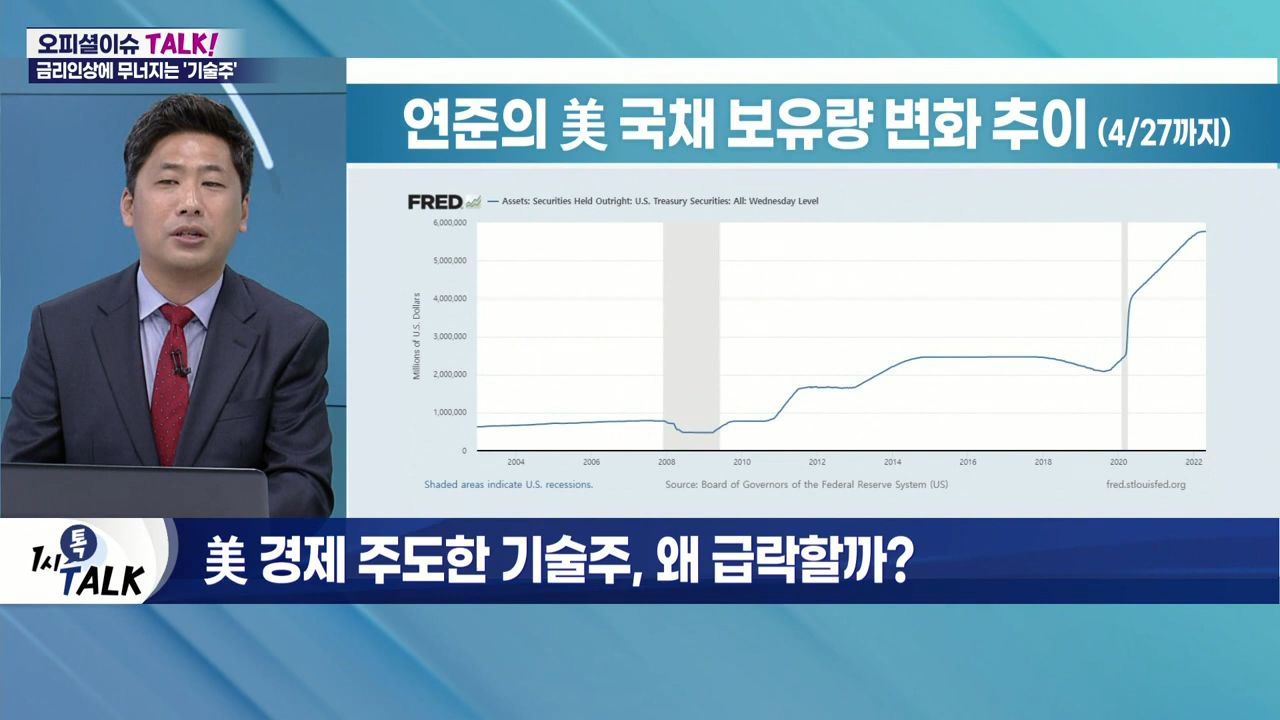 오피셜이슈 TALK!
금리인상에 무너지는 '기술주'
연준의 美 국채 보유량 변화 추이 (4/27까지)
FRED
Assets: Securities Held Outright: U.S. Treasury Securities: All: Wednesday Level
Millions of U.S. Dollars
6,000,000
5,000,000
4,000,000
3,000,000
2,000,000
1,000,000
0
2004 2006 2008 2010 2012 2014 2016 2018 2020 2022
Shaded areas indicate U.S. recessions. Source: Board of Governors of the Federal Reserve System (US) fred.stlouisfed.org
1시 톡 TALK
美 경제 주도한 기술주, 왜 급락할까?